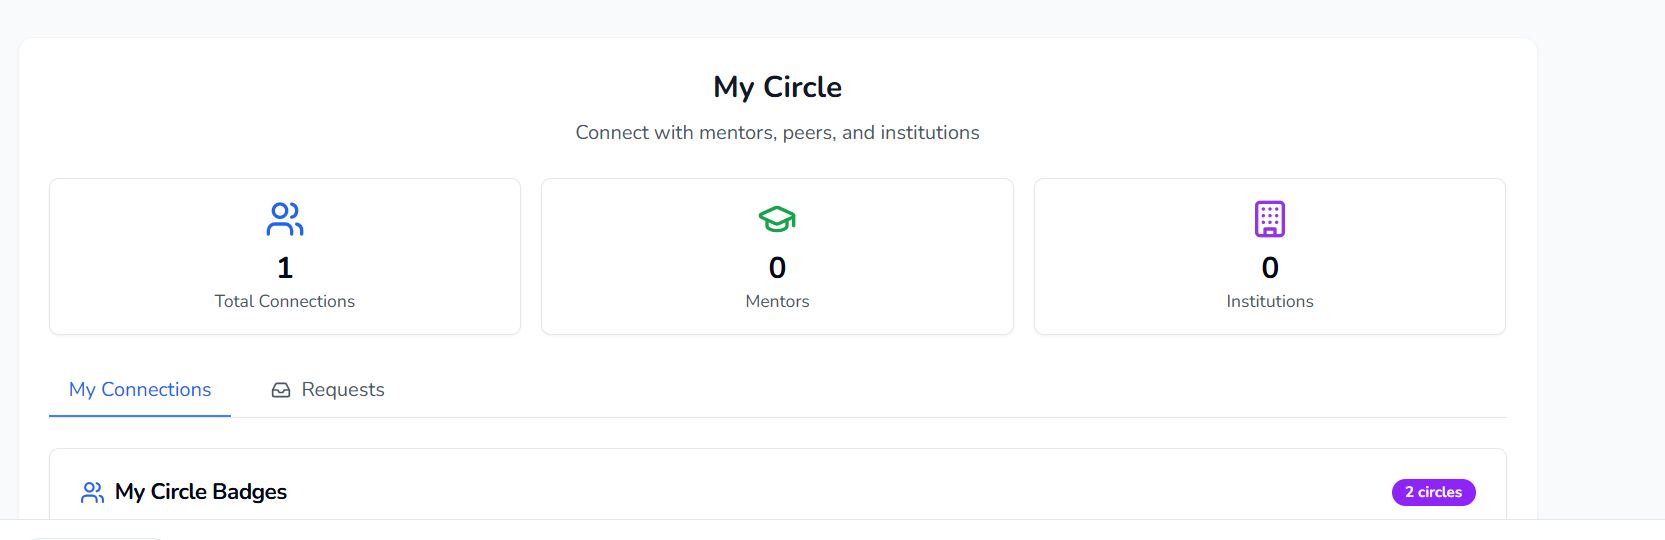 My Circle
Connect with mentors, peers, and institutions
1
Total Connections
0
Mentors
0
Institutions
My Connections
Requests
My Circle Badges
2 circles